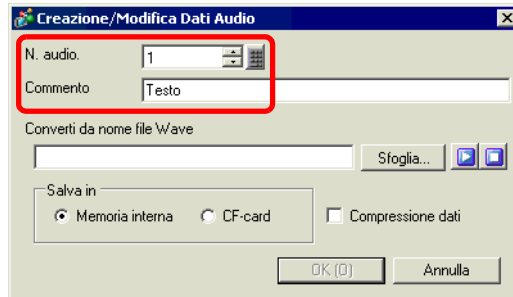 Creazione/Modifica Dati Audio
N. audio. 1
Commento Testo
Converti da nome file Wave
Sfoglia...
Salva in
Memoria interna CF-card Compressione dati
OK (O) Annulla